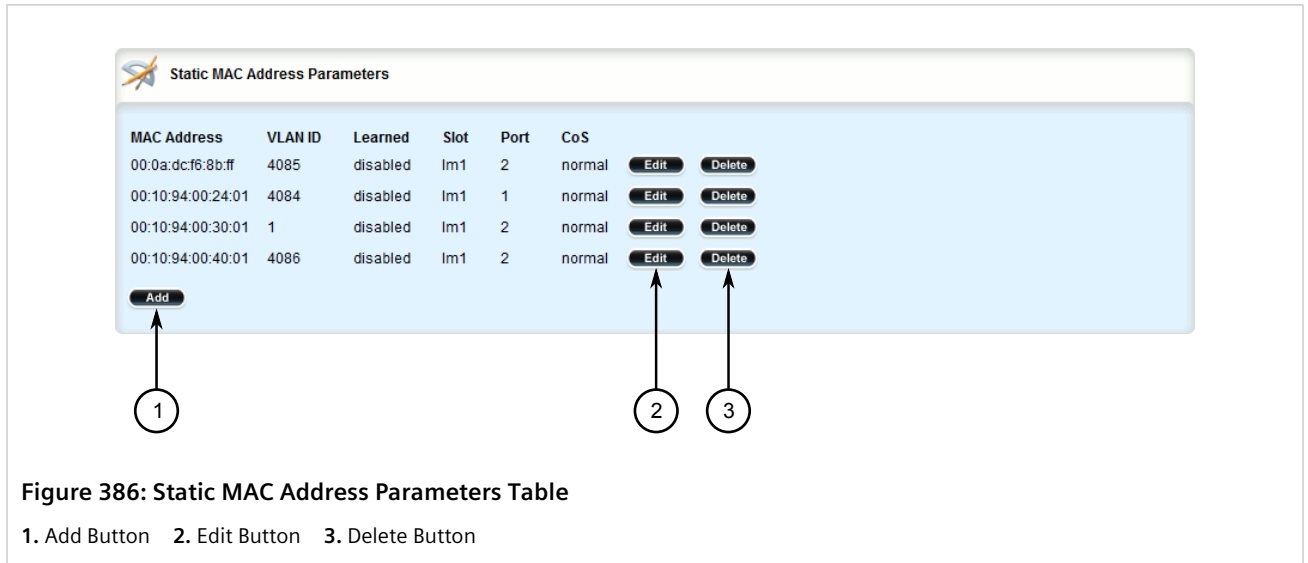 Static MAC Address Parameters
MAC Address VLAN ID Learned Slot Port CoS
00:0a:dc:f6:8b:ff 4085 disabled lm1 2 normal Edit Delete
00:10:94:00:24:01 4084 disabled lm1 1 normal Edit Delete
00:10:94:00:30:01 1 disabled lm1 2 normal Edit Delete
00:10:94:00:40:01 4086 disabled lm1 2 normal Edit Delete
Add
1 2 3
Figure 386: Static MAC Address Parameters Table
1. Add Button 2. Edit Button 3. Delete Button